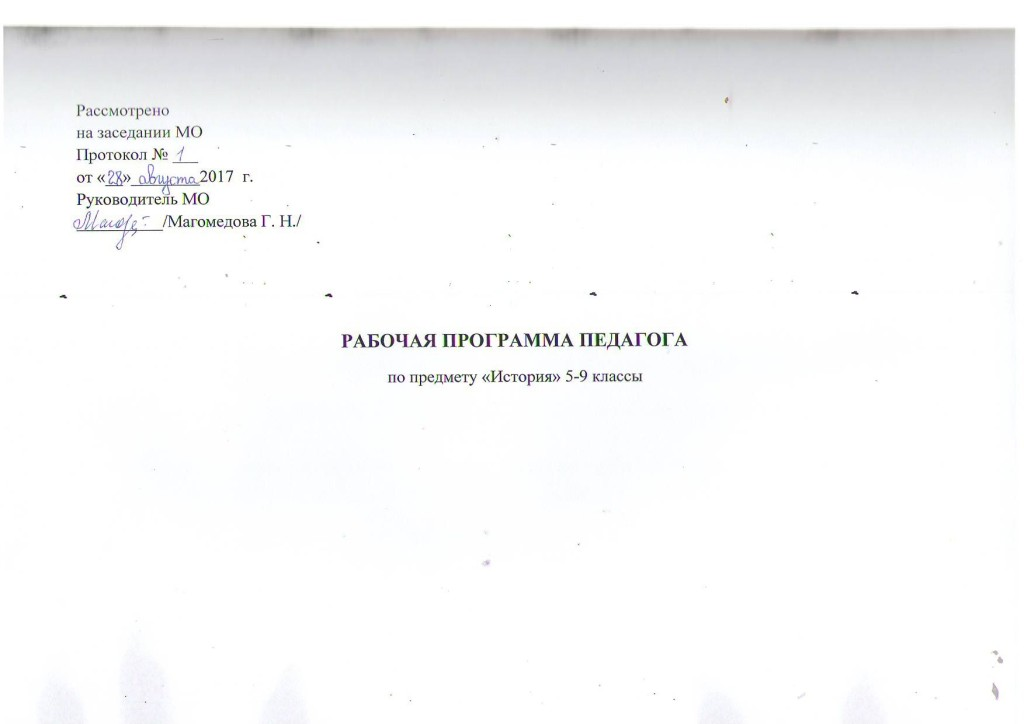 Рассмотрено
на заседании МО
Протокол № 1
от «28» августа 2017 г.
Руководитель МО
/Магомедова Г. Н./
РАБОЧАЯ ПРОГРАММА ПЕДАГОГА
по предмету «История» 5-9 классы